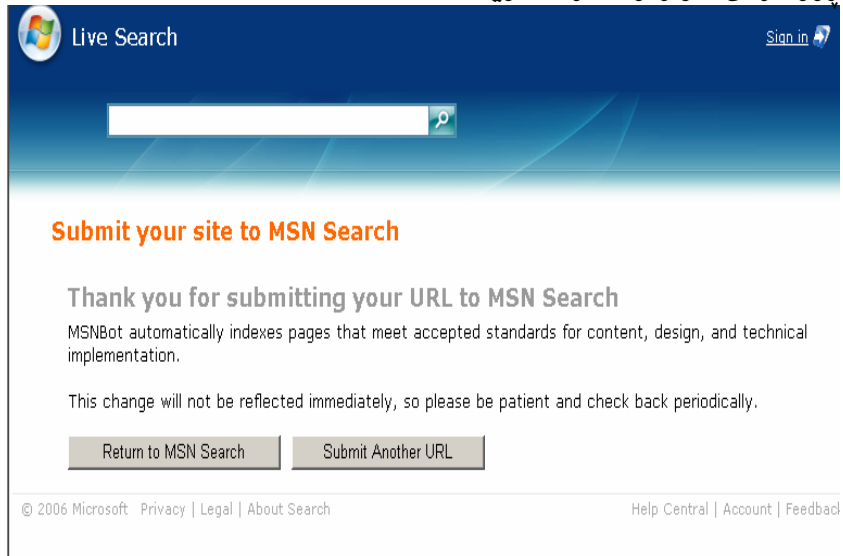 Live Search
Sign in
Submit your site to MSN Search
Thank you for submitting your URL to MSN Search
MSNBot automatically indexes pages that meet accepted standards for content, design, and technical
implementation.
This change will not be reflected immediately, so please be patient and check back periodically.
Return to MSN Search Submit Another URL
© 2006 Microsoft Privacy | Legal | About Search Help Central | Account | Feedback